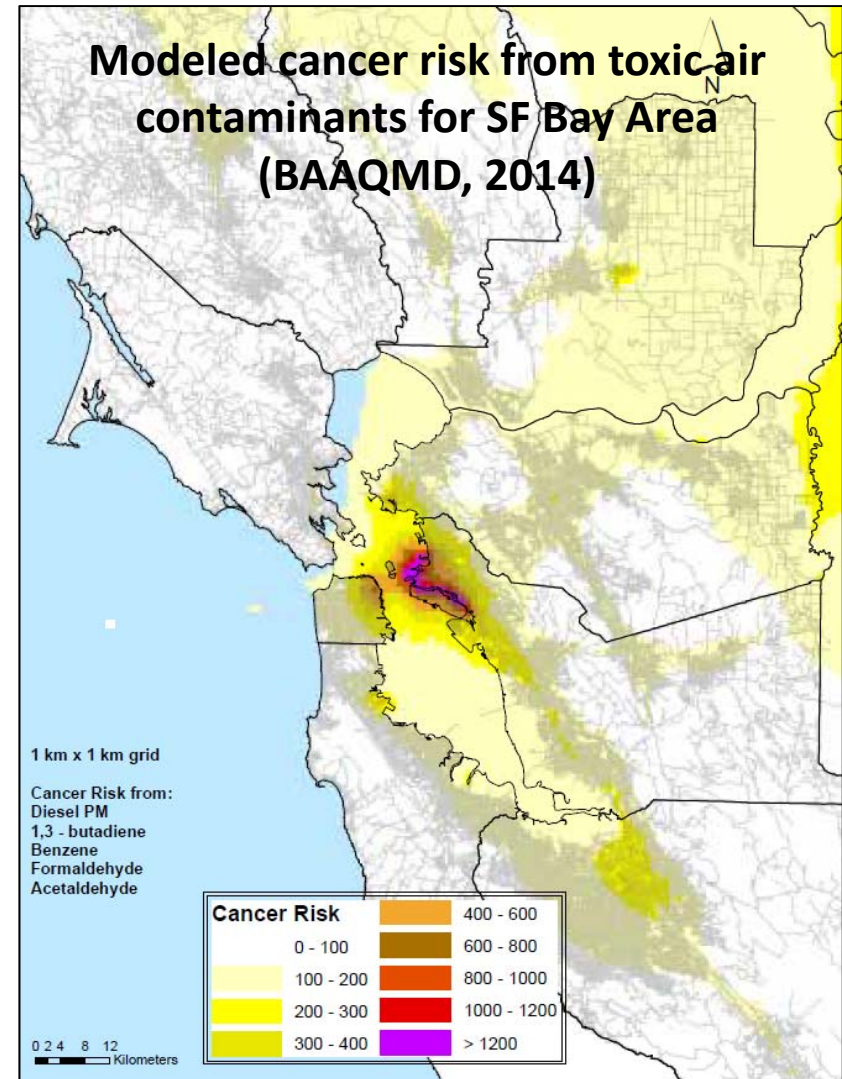 Modeled cancer risk from toxic air
contaminants for SF Bay Area
(BAAQMD, 2014)
N
1 km x 1 km grid
Cancer Risk from:
Diesel PM
1,3 - butadiene
Benzene
Formaldehyde
Acetaldehyde
Cancer Risk
0 - 100
100 - 200
200 - 300
300 - 400
400 - 600
600 - 800
800 - 1000
1000 - 1200
> 1200
0 2 4 8 12
Kilometers